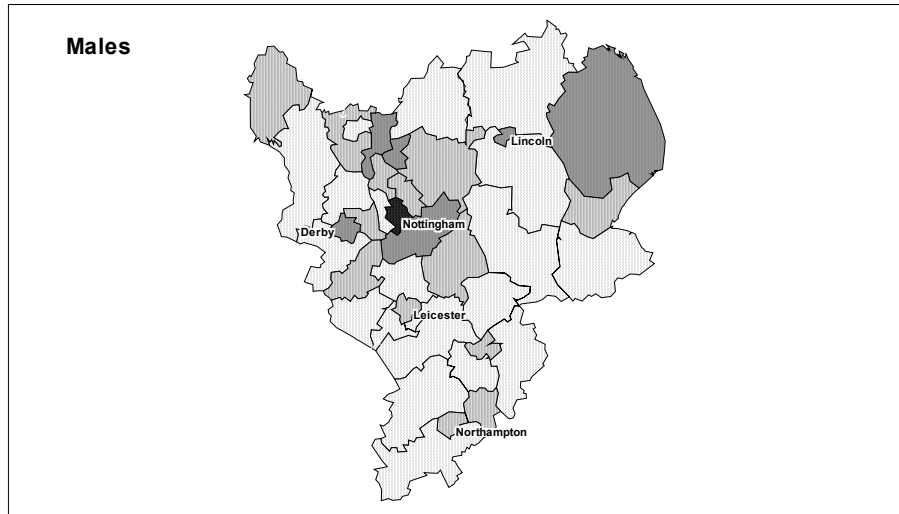 Males
Lincoln
Nottingham
Derby
Leicester
Northampton